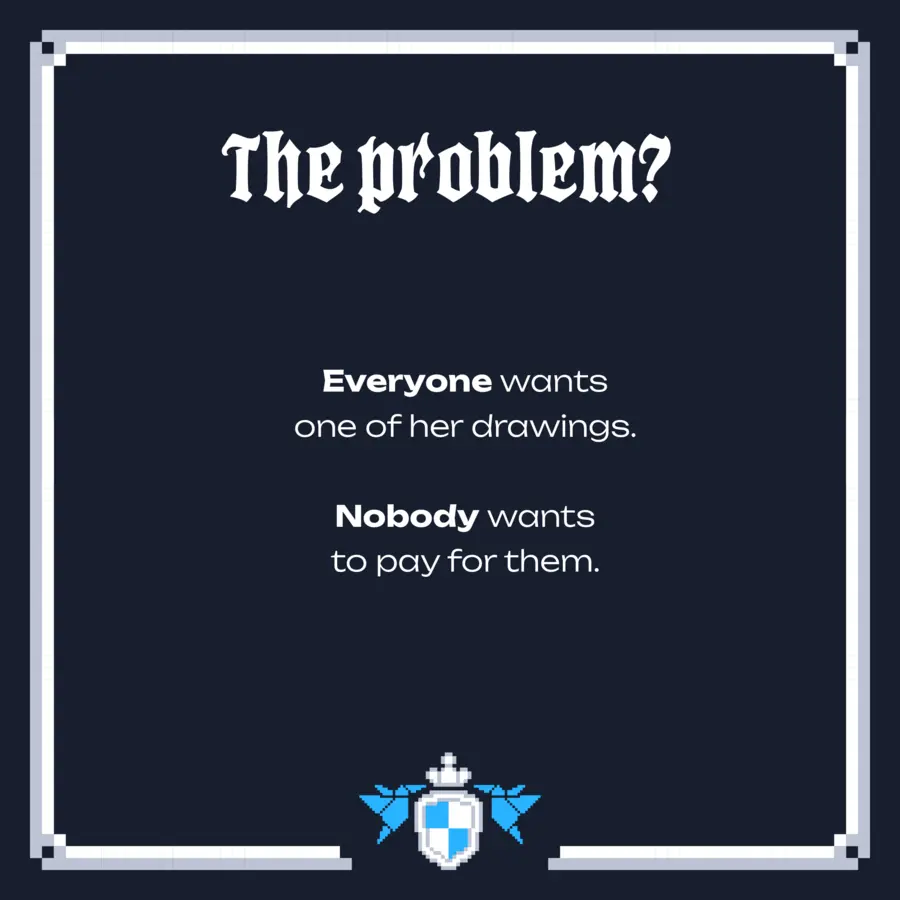 The problem?
Everyone wants
one of her drawings.
Nobody wants
to pay for them.